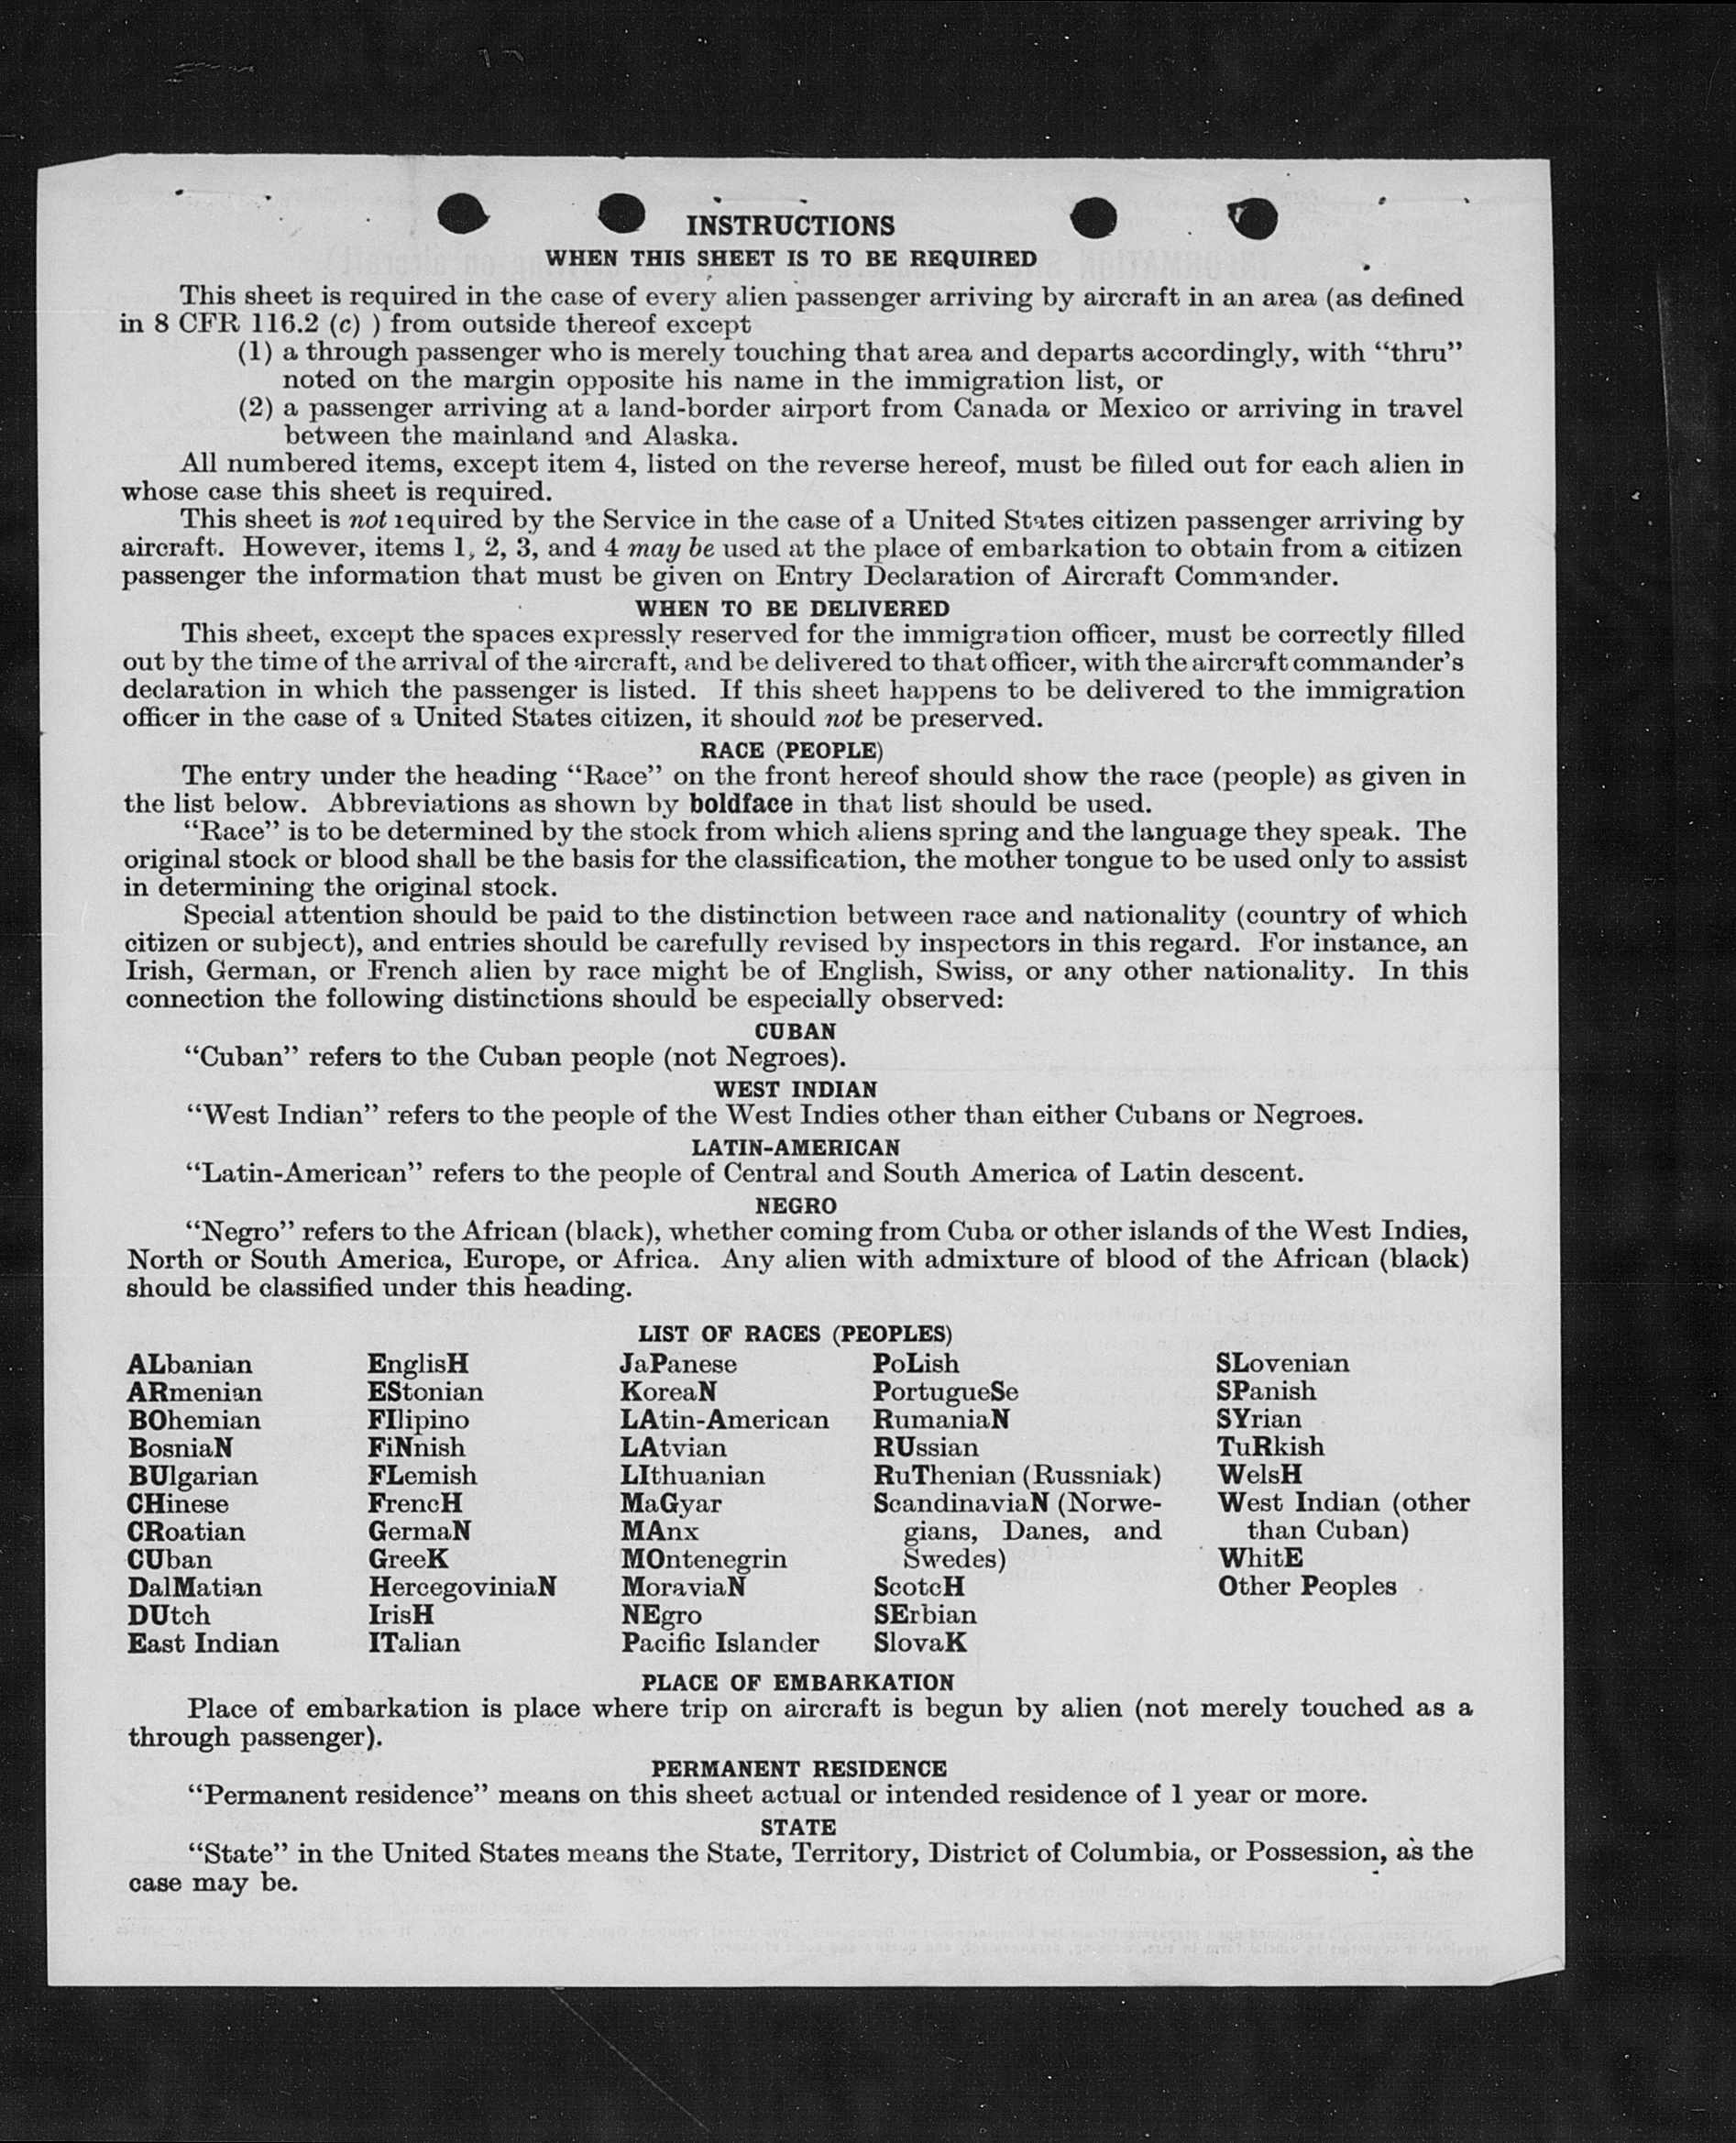 INSTRUCTIONS
WHEN THIS SHEET IS TO BE REQUIRED
This sheet is required in the case of every alien passenger arriving by aircraft in an area (as defined
in 8 CFR 116.2 (c) ) from outside thereof except
(1) a through passenger who is merely touching that area and departs accordingly, with “thru”
noted on the margin opposite his name in the immigration list, or
(2) a passenger arriving at a land-border airport from Canada or Mexico or arriving in travel
between the mainland and Alaska.
All numbered items, except item 4, listed on the reverse hereof, must be filled out for each alien in
whose case this sheet is required.
This sheet is not required by the Service in the case of a United States citizen passenger arriving by
aircraft. However, items 1, 2, 3, and 4 may be used at the place of embarkation to obtain from a citizen
passenger the information that must be given on Entry Declaration of Aircraft Commander.
WHEN TO BE DELIVERED
This sheet, except the spaces expressly reserved for the immigration officer, must be correctly filled
out by the time of the arrival of the aircraft, and be delivered to that officer, with the aircraft commander’s
declaration in which the passenger is listed. If this sheet happens to be delivered to the immigration
officer in the case of a United States citizen, it should not be preserved.
RACE (PEOPLE)
The entry under the heading “Race” on the front hereof should show the race (people) as given in
the list below. Abbreviations as shown by boldface in that list should be used.
“Race” is to be determined by the stock from which aliens spring and the language they speak. The
original stock or blood shall be the basis for the classification, the mother tongue to be used only to assist
in determining the original stock.
Special attention should be paid to the distinction between race and nationality (country of which
citizen or subject), and entries should be carefully revised by inspectors in this regard. For instance, an
Irish, German, or French alien by race might be of English, Swiss, or any other nationality. In this
connection the following distinctions should be especially observed:
CUBAN
“Cuban” refers to the Cuban people (not Negroes).
WEST INDIAN
“West Indian” refers to the people of the West Indies other than either Cubans or Negroes.
LATIN-AMERICAN
“Latin-American” refers to the people of Central and South America of Latin descent.
NEGRO
“Negro” refers to the African (black), whether coming from Cuba or other islands of the West Indies,
North or South America, Europe, or Africa. Any alien with admixture of blood of the African (black)
should be classified under this heading.
LIST OF RACES (PEOPLES)
ALbanian
ARmenian
BOhemian
BosniaN
BUlgarian
CHinese
CRoatian
CUban
DalMatian
DUtch
East Indian
EnglisH
EStonian
FIlipino
FiNnish
FLemish
FrencH
GermaN
GreeK
HercegoviniaN
IrisH
ITalian
JaPanese
KoreaN
LAtin-American
LAtvian
LIthuanian
MaGyar
MAnx
MOntenegrin
MoraviaN
NEgro
Pacific Islander
PoLish
PortugueSe
RumaniaN
RUssian
RuThenian (Russniak)
ScandinaviaN (Norwe-
gians, Danes, and
Swedes)
ScotcH
SErbian
SlovaK
SLovenian
SPanish
SYrian
TuRkish
WelsH
West Indian (other
than Cuban)
WhitE
Other Peoples
PLACE OF EMBARKATION
Place of embarkation is place where trip on aircraft is begun by alien (not merely touched as a
through passenger).
PERMANENT RESIDENCE
“Permanent residence” means on this sheet actual or intended residence of 1 year or more.
STATE
“State” in the United States means the State, Territory, District of Columbia, or Possession, as the
case may be.